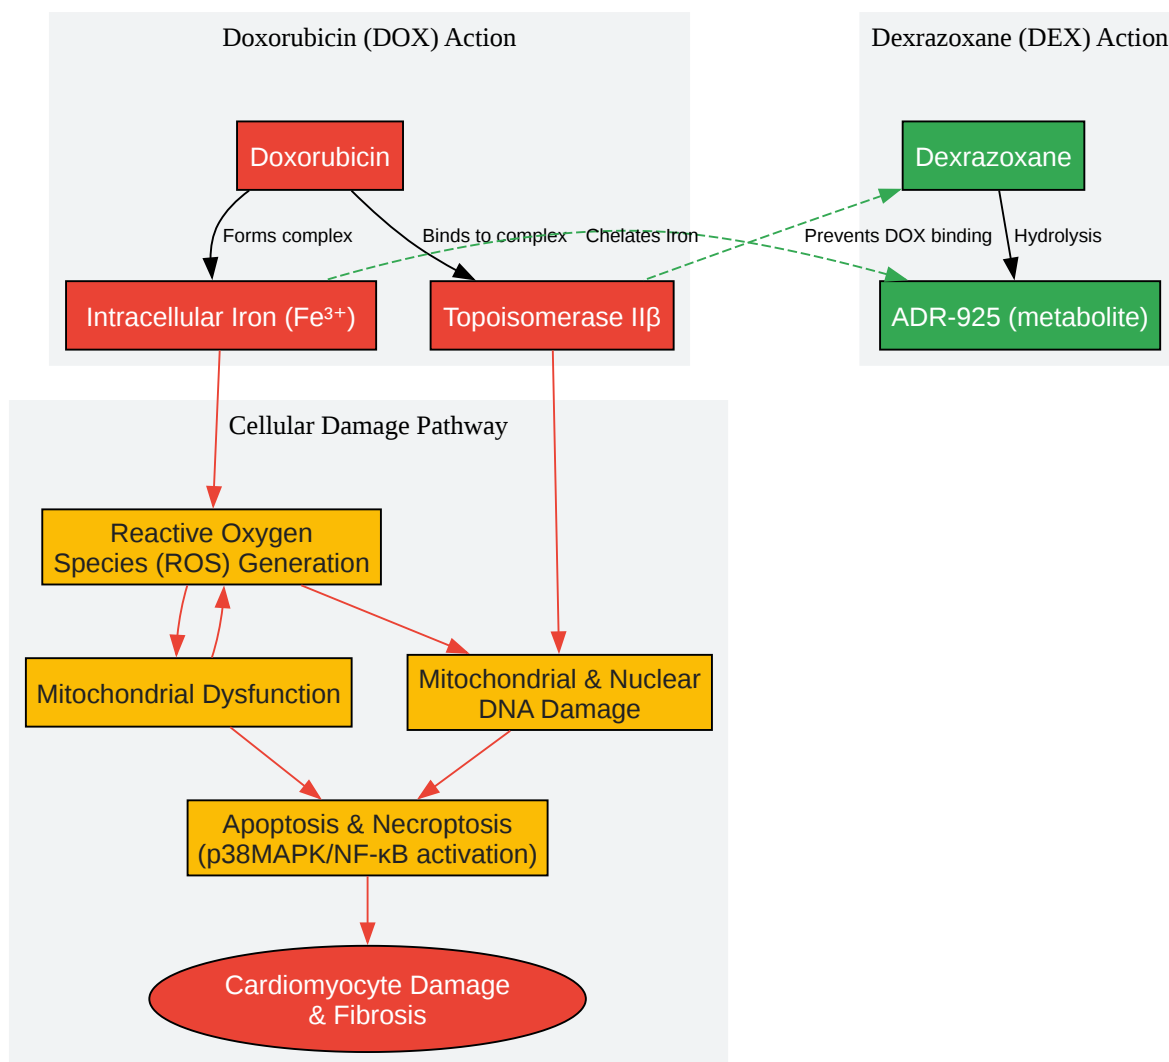 Doxorubicin (DOX) Action
Dexrazoxane (DEX) Action
Doxorubicin
Dexrazoxane
Forms complex
Binds to complex
Chelates Iron
Prevents DOX binding
Hydrolysis
Intracellular Iron (Fe³⁺)
Topoisomerase IIβ
ADR-925 (metabolite)
Cellular Damage Pathway
Reactive Oxygen
Species (ROS) Generation
Mitochondrial Dysfunction
Mitochondrial & Nuclear
DNA Damage
Apoptosis & Necroptosis
(p38MAPK/NF-κB activation)
Cardiomyocyte Damage
& Fibrosis